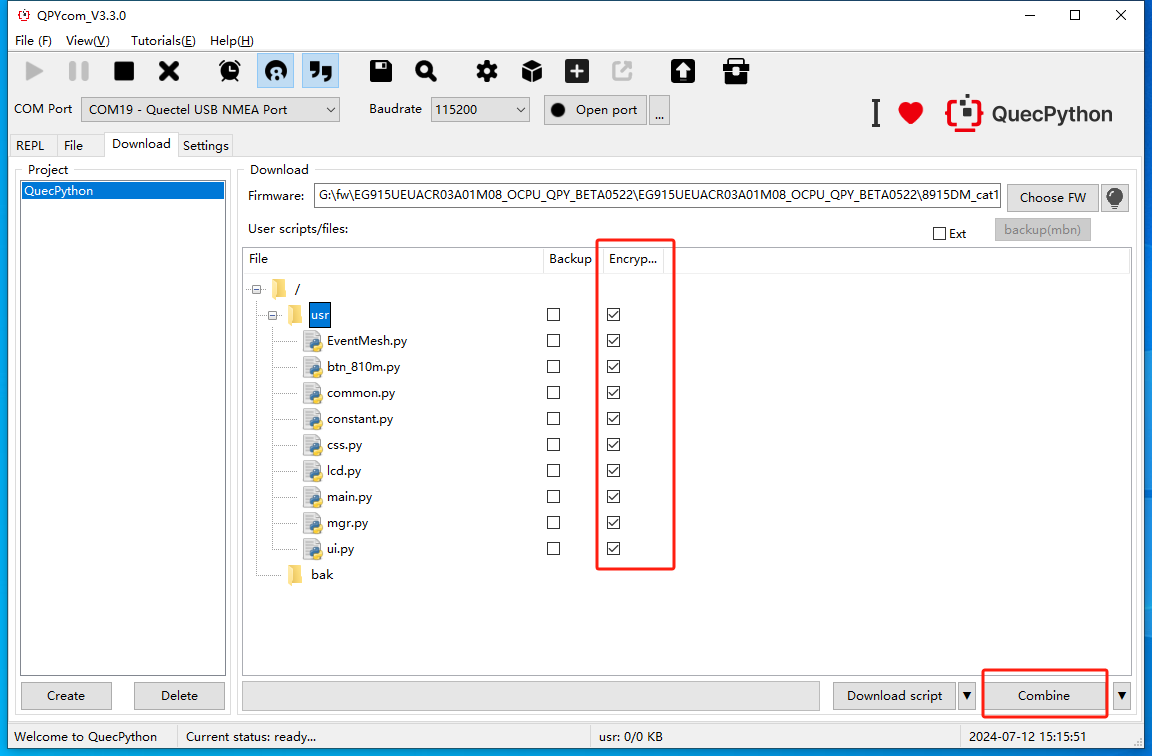 QPYcom_V3.3.0
File (F) View(V) Tutorials(E) Help(H)
COM Port COM19 - Quectel USB NMEA Port Baudrate 115200 Open port ... I QuecPython
REPL File Download Settings
Project
QuecPython
Download
Firmware: G:\fw\EG915UEUACR03A01M08_OCPU_QPY_BETA0522\EG915UEUACR03A01M08_OCPU_QPY_BETA0522\8915DM_cat1 Choose FW
User scripts/files: Ext backup(mbn)
File Backup Encryp...
/
usr
EventMesh.py
btn_810m.py
common.py
constant.py
css.py
lcd.py
main.py
mgr.py
ui.py
bak
Create Delete Download script Combine
Welcome to QuecPython Current status: ready... usr: 0/0 KB 2024-07-12 15:15:51